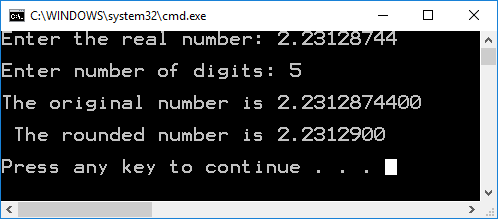 C:\WINDOWS\system32\cmd.exe
Enter the real number: 2.23128744
Enter number of digits: 5
The original number is 2.2312874400
The rounded number is 2.2312900
Press any key to continue . . .